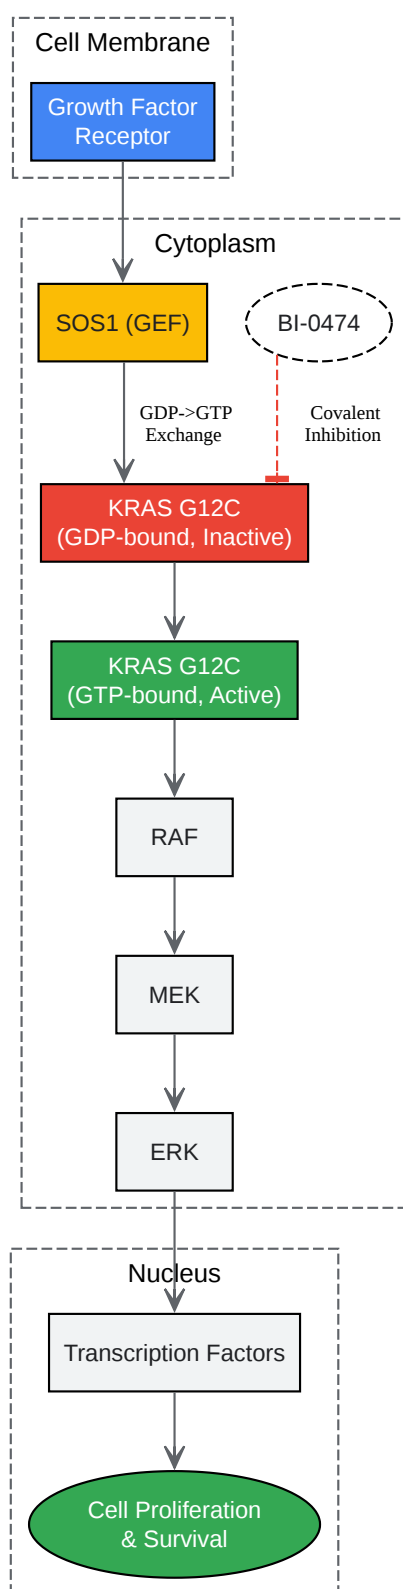 Cell Membrane
Growth Factor
Receptor
Cytoplasm
SOS1 (GEF)
BI-0474
GDP->GTP
Exchange
Covalent
Inhibition
KRAS G12C
(GDP-bound, Inactive)
KRAS G12C
(GTP-bound, Active)
RAF
MEK
ERK
Nucleus
Transcription Factors
Cell Proliferation
& Survival